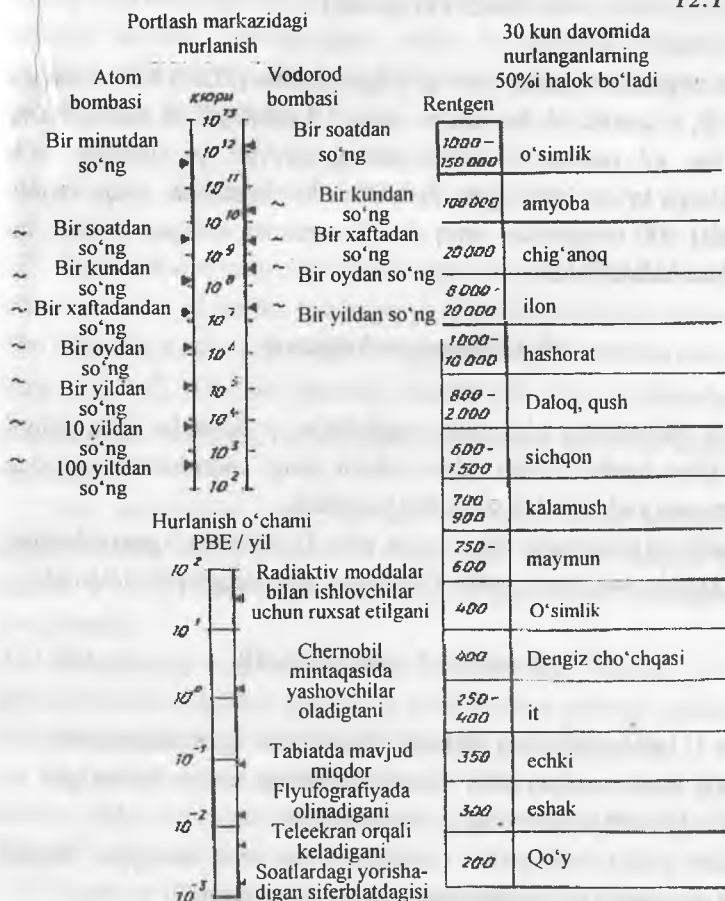 12.1
Portlash markazidagi
nurlanish
Atom
bombasi
кюри
Vodorod
bombasi
10¹³
10¹²
10¹¹
10¹⁰
10⁹
10⁸
10⁷
10⁶
10⁵
10⁴
10³
10²
Bir minutdan
so‘ng
~ Bir soatdan
so‘ng
~ Bir kundan
so‘ng
~ Bir xaftadandan
so‘ng
Bir oydan
so‘ng
~ Bir yildan
so‘ng
~ 10 yildan
so‘ng
~ 100 yiltdan
so‘ng
Bir soatdan
so‘ng
~ Bir kundan
so‘ng
~ Bir xaftadan
so‘ng
~ Bir oydan so‘ng
~ Bir yildan so‘ng
Hurlanish o‘chami
PBE / yil
10²
10¹
10⁰
10⁻¹
10⁻²
10⁻³
Radiaktiv moddalar
bilan ishlovchilar
uchun ruxsat etilgani
Chernobil
mintaqasida
yashovchilar
oladigtani
Tabiatda mavjud
miqdor
Flyufografiyada
olinadigani
Teleekran orqali
keladigani
Soatlardagi yorisha-
digan siferblatdagisi
30 kun davomida
nurlanganlarning
50%i halok bo‘ladi
Rentgen
1000 -
150 000 o‘simlik
100 000 amyoba
20 000 chig‘anoq
8 000 -
20 000 ilon
1000 -
10 000 hashorat
800 -
2 000 Daloq, qush
600 -
1 500 sichqon
700
900 kalamush
250
600 maymun
400 O‘simlik
400 Dengiz cho‘chqasi
250 -
400 it
350 echki
300 eshak
200 Qo‘y